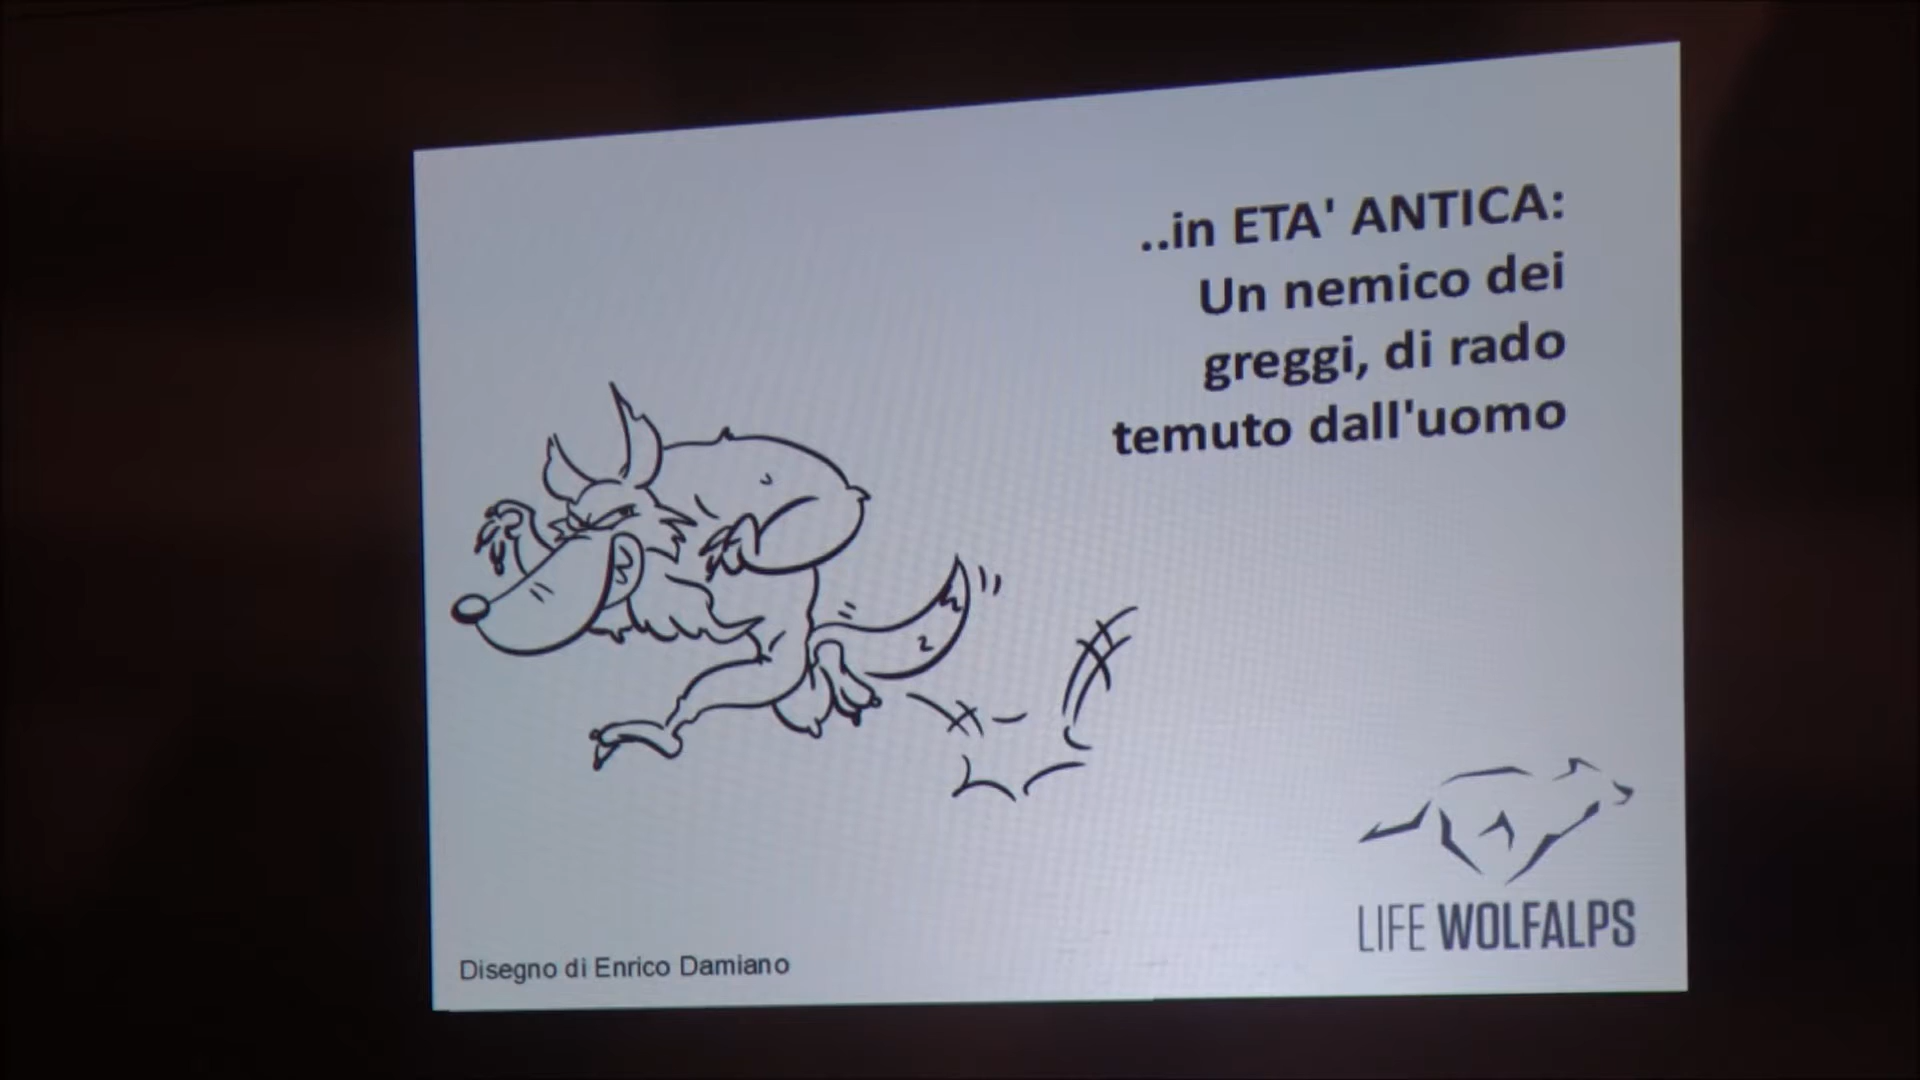 ..in ETA' ANTICA:
Un nemico dei
greggi, di rado
temuto dall'uomo
LIFE WOLFALPS
Disegno di Enrico Damiano